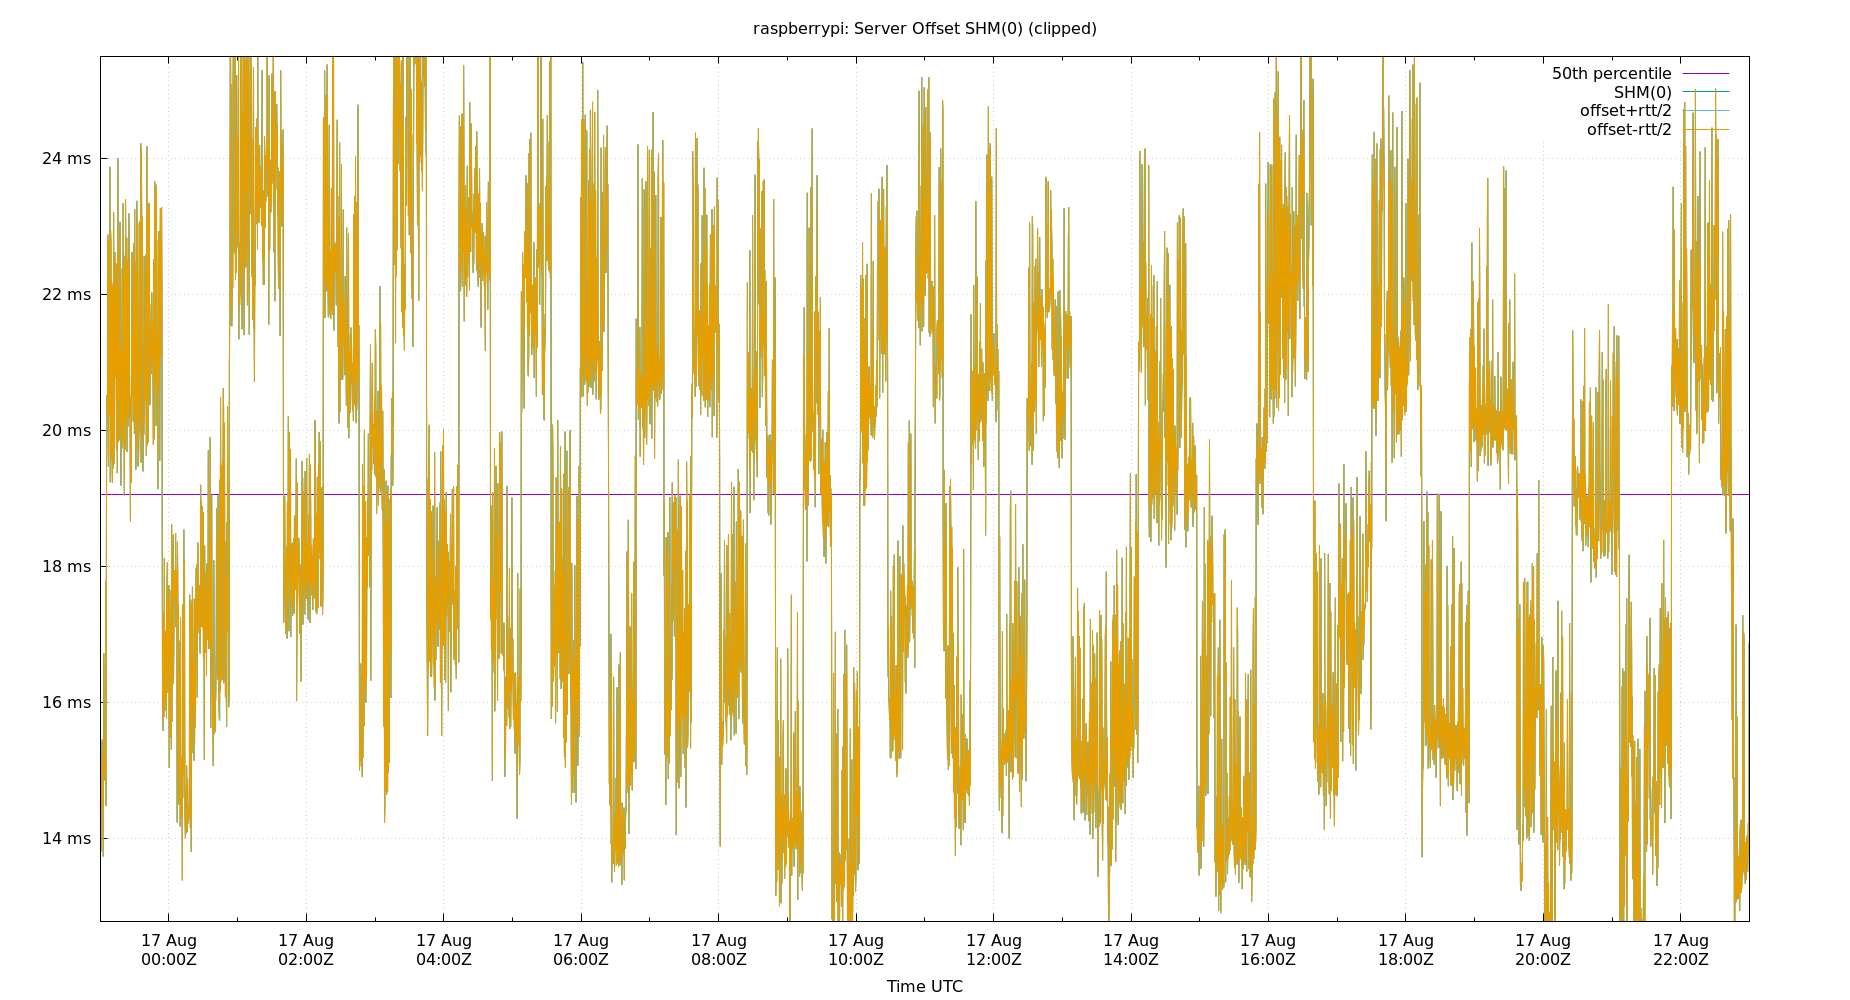 raspberrypi: Server Offset SHM(0) (clipped)
50th percentile
SHM(0)
offset+rtt/2
offset-rtt/2
24 ms
22 ms
20 ms
18 ms
16 ms
14 ms
17 Aug 17 Aug 17 Aug 17 Aug 17 Aug 17 Aug 17 Aug 17 Aug 17 Aug 17 Aug 17 Aug 17 Aug
00:00Z 02:00Z 04:00Z 06:00Z 08:00Z 10:00Z 12:00Z 14:00Z 16:00Z 18:00Z 20:00Z 22:00Z
Time UTC